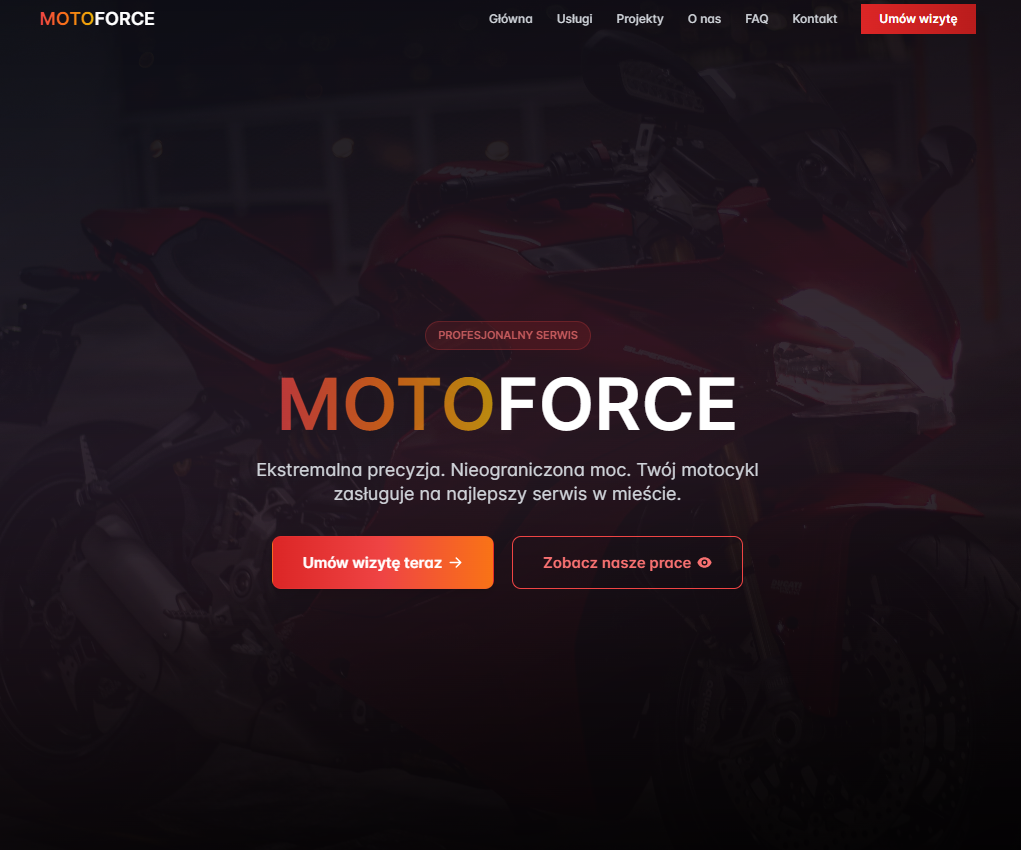 MOTOFORCE
Główna Usługi Projekty O nas FAQ Kontakt Umów wizytę
PROFESJONALNY SERWIS
MOTOFORCE
Ekstremalna precyzja. Nieograniczona moc. Twój motocykl
zasługuje na najlepszy serwis w mieście.
Umów wizytę teraz →
Zobacz nasze prace